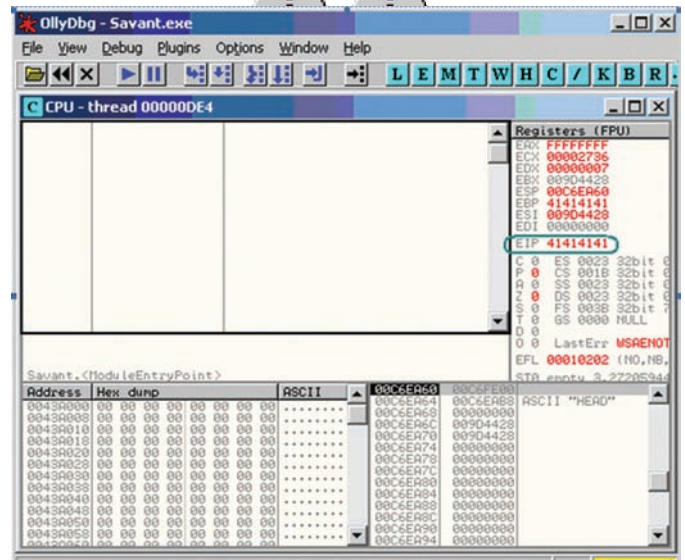 OllyDbg - Savant.exe
File View Debug Plugins Options Window Help
L E M T W H C / K B R
C CPU - thread 00000DE4
Registers (FPU)
EAX FFFFFFFF
ECX 00002736
EDX 00000007
EBX 009D4428
ESP 00C6EA60
EBP 41414141
ESI 009D4428
EDI 00000000
EIP 41414141
C 0 ES 0023 32bit
P 0 CS 001B 32bit
A 0 SS 0023 32bit
Z 0 DS 0023 32bit
S 0 FS 003B 32bit
T 0 GS 0000 NULL
D 0
O 0 LastErr WSAENOT
EFL 00010202 (NO,NB,
ST0 empty 3.27205944
Savant.<ModuleEntryPoint>
Address Hex dump ASCII
0043A000 00 00 00 00 00 00 00 00 ........
0043A008 00 00 00 00 00 00 00 00 ........
0043A010 00 00 00 00 00 00 00 00 ........
0043A018 00 00 00 00 00 00 00 00 ........
0043A020 00 00 00 00 00 00 00 00 ........
0043A028 00 00 00 00 00 00 00 00 ........
0043A030 00 00 00 00 00 00 00 00 ........
0043A038 00 00 00 00 00 00 00 00 ........
0043A040 00 00 00 00 00 00 00 00 ........
0043A048 00 00 00 00 00 00 00 00 ........
0043A050 00 00 00 00 00 00 00 00 ........
0043A058 00 00 00 00 00 00 00 00 ........
00C6EA60 00C6FE00
00C6EA64 00C6EAB8 ASCII "HEAD"
00C6EA68 00000000
00C6EA6C 009D4428
00C6EA70 009D4428
00C6EA74 00000000
00C6EA78 00000000
00C6EA7C 00000000
00C6EA80 00000000
00C6EA84 00000000
00C6EA88 00000000
00C6EA8C 00000000
00C6EA90 00000000
00C6EA94 00000000